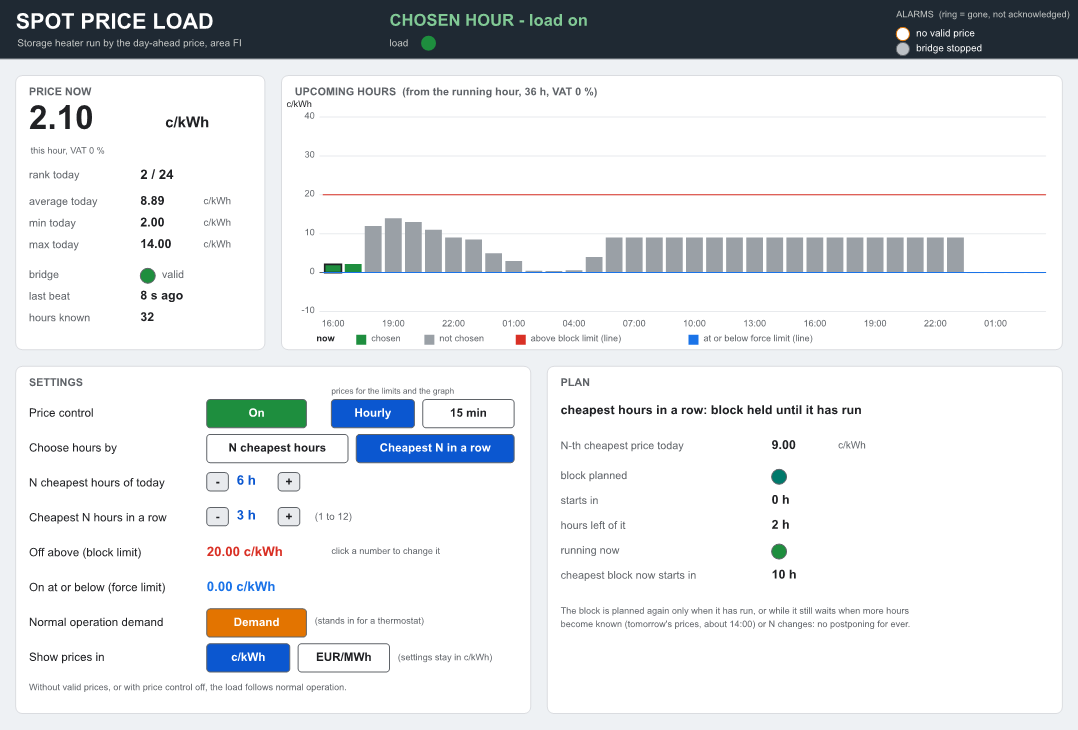 SPOT PRICE LOAD
Storage heater run by the day-ahead price, area FI
CHOSEN HOUR - load on
load
ALARMS (ring = gone, not acknowledged)
no valid price
bridge stopped
PRICE NOW
2.10 c/kWh
this hour, VAT 0 %
rank today 2 / 24
average today 8.89 c/kWh
min today 2.00 c/kWh
max today 14.00 c/kWh
bridge valid
last beat 8 s ago
hours known 32
UPCOMING HOURS (from the running hour, 36 h, VAT 0 %)
c/kWh
40
30
20
10
0
-10
16:00 19:00 22:00 01:00 04:00 07:00 10:00 13:00 16:00 19:00 22:00 01:00
now chosen not chosen above block limit (line) at or below force limit (line)
SETTINGS
prices for the limits and the graph
Price control On Hourly 15 min
Choose hours by N cheapest hours Cheapest N in a row
N cheapest hours of today - 6 h +
Cheapest N hours in a row - 3 h + (1 to 12)
Off above (block limit) 20.00 c/kWh click a number to change it
On at or below (force limit) 0.00 c/kWh
Normal operation demand Demand (stands in for a thermostat)
Show prices in c/kWh EUR/MWh (settings stay in c/kWh)
Without valid prices, or with price control off, the load follows normal operation.
PLAN
cheapest hours in a row: block held until it has run
N-th cheapest price today 9.00 c/kWh
block planned
starts in 0 h
hours left of it 2 h
running now
cheapest block now starts in 10 h
The block is planned again only when it has run, or while it still waits when more hours
become known (tomorrow's prices, about 14:00) or N changes: no postponing for ever.